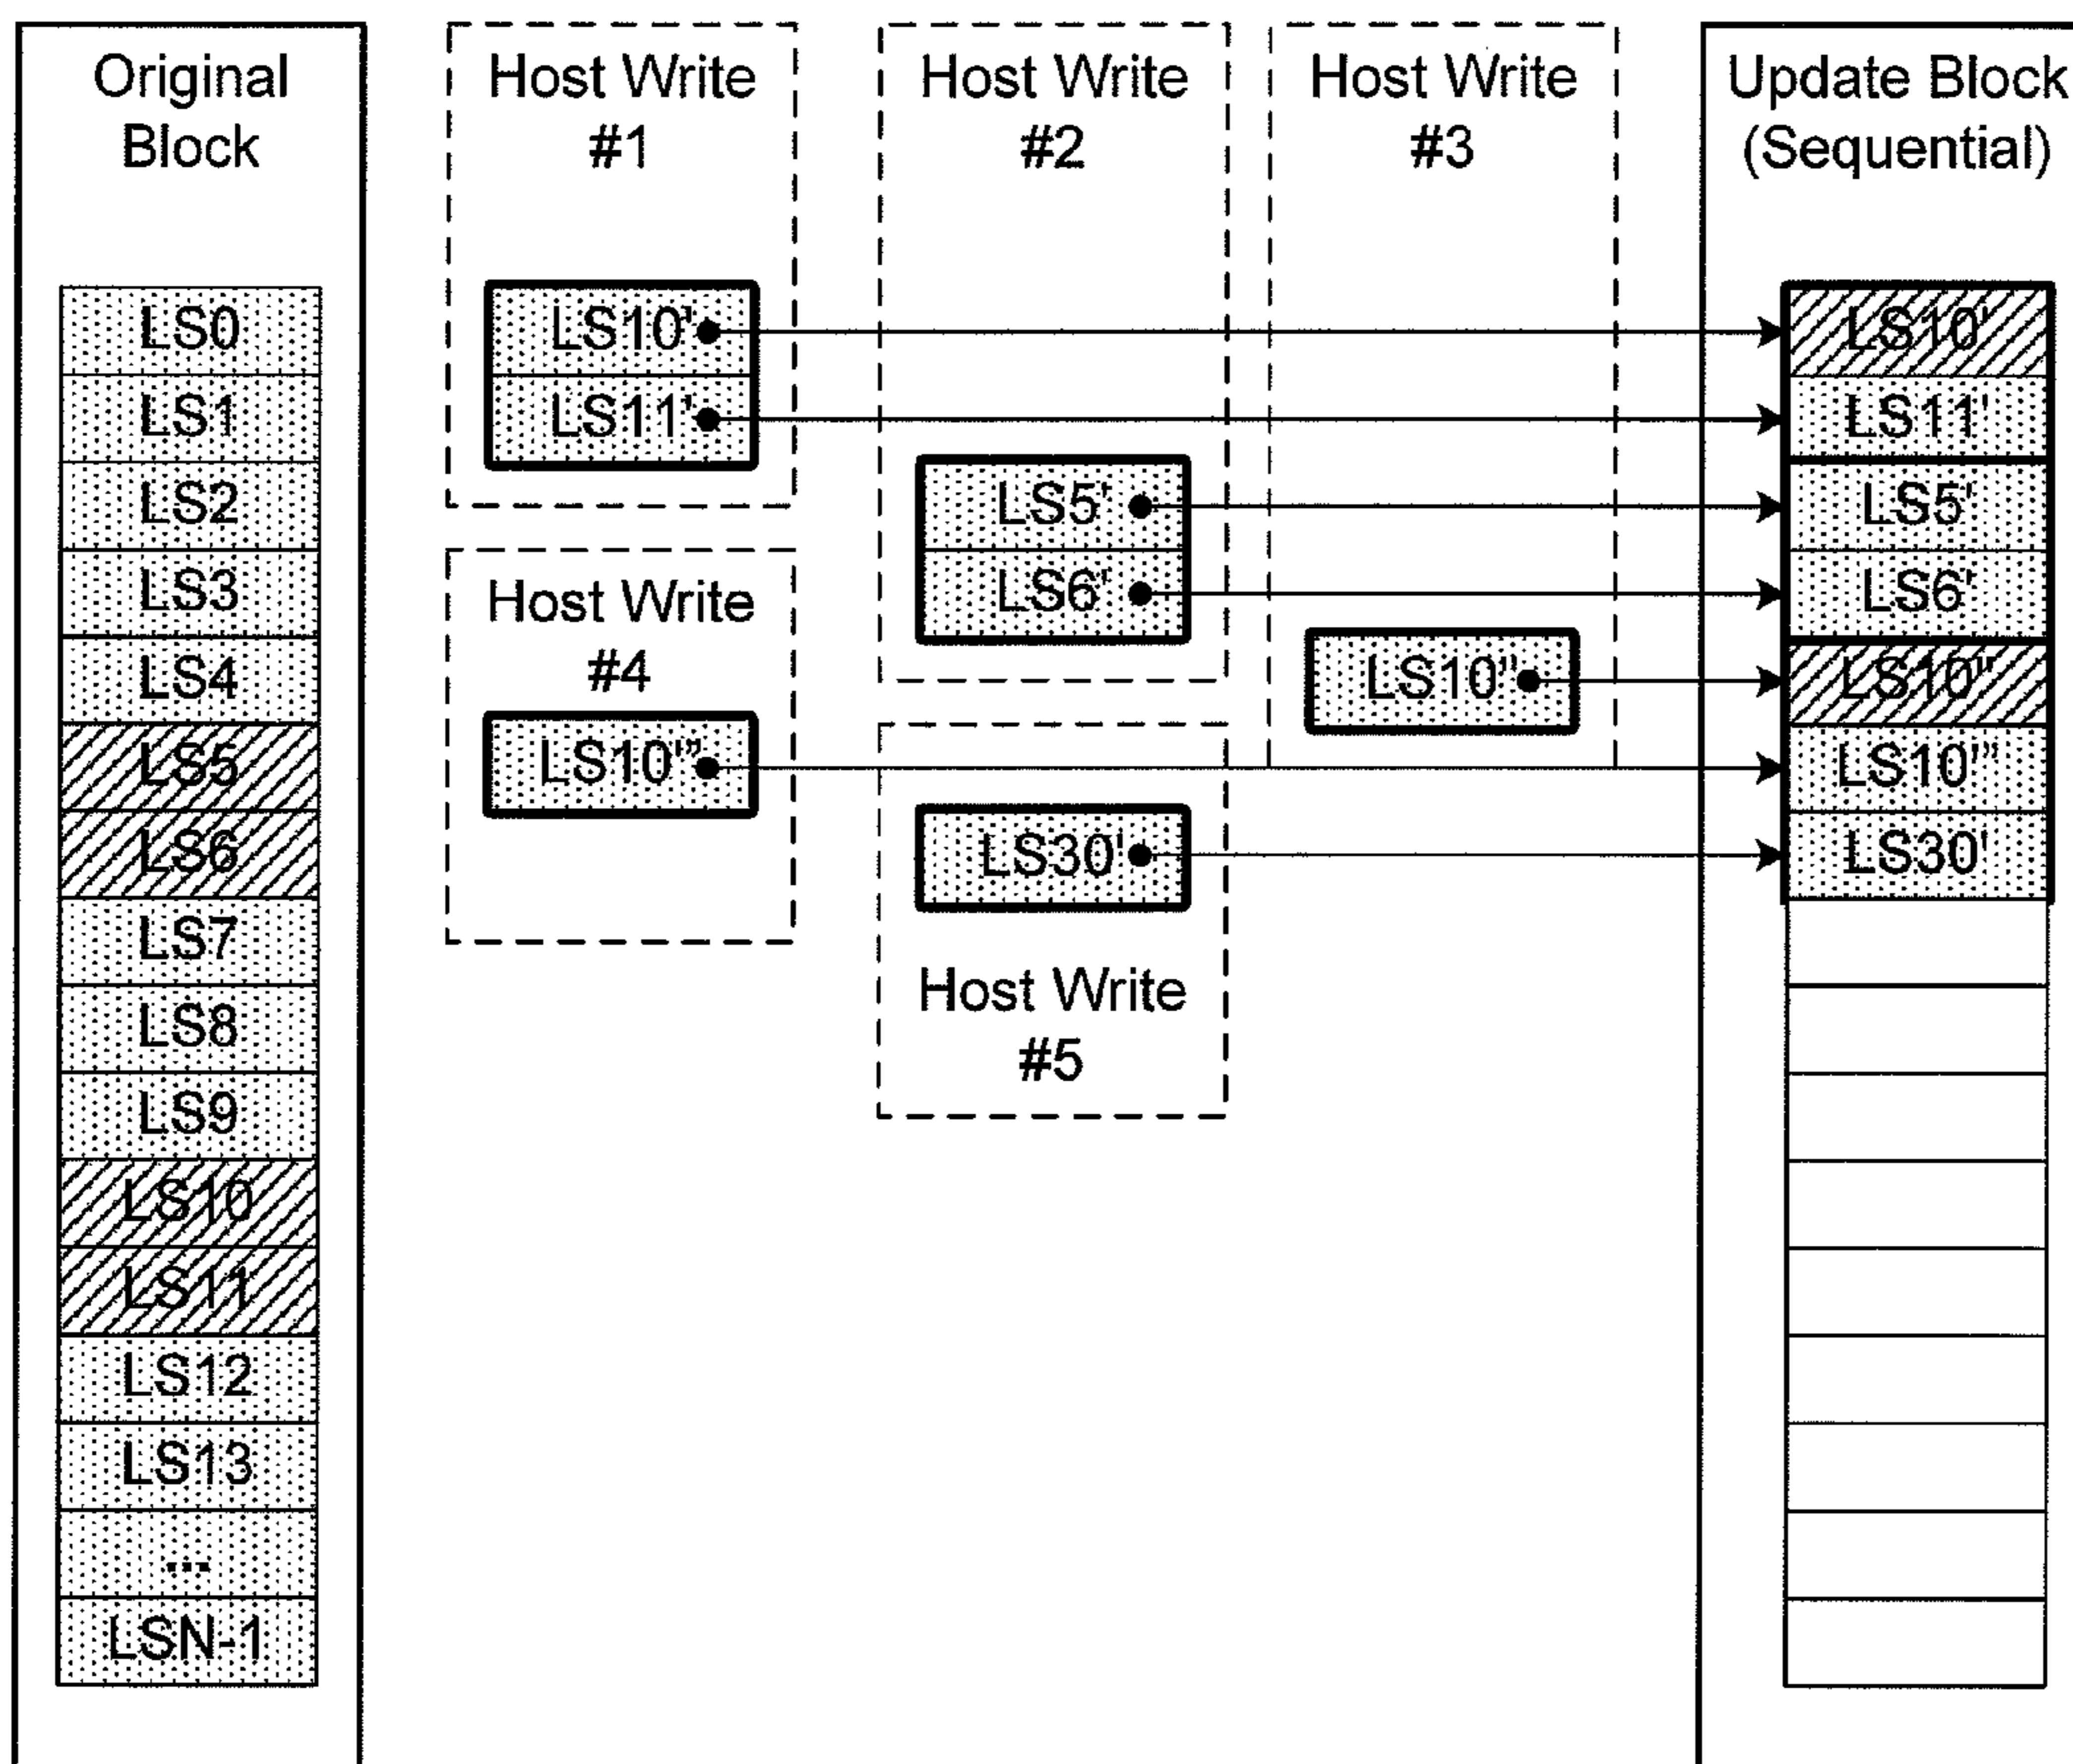 Original
Block
LS0
LS1
LS2
LS3
LS4
LS5
LS6
LS7
LS8
LS9
LS10
LS11
LS12
LS13
...
LSN-1
Host Write
#1
LS10'
LS11'
Host Write
#4
LS10'"
Host Write
#2
LS5'
LS6'
LS30'
Host Write
#5
Host Write
#3
LS10"
Update Block
(Sequential)
LS10'
LS11'
LS5'
LS6'
LS10"
LS10'"
LS30'